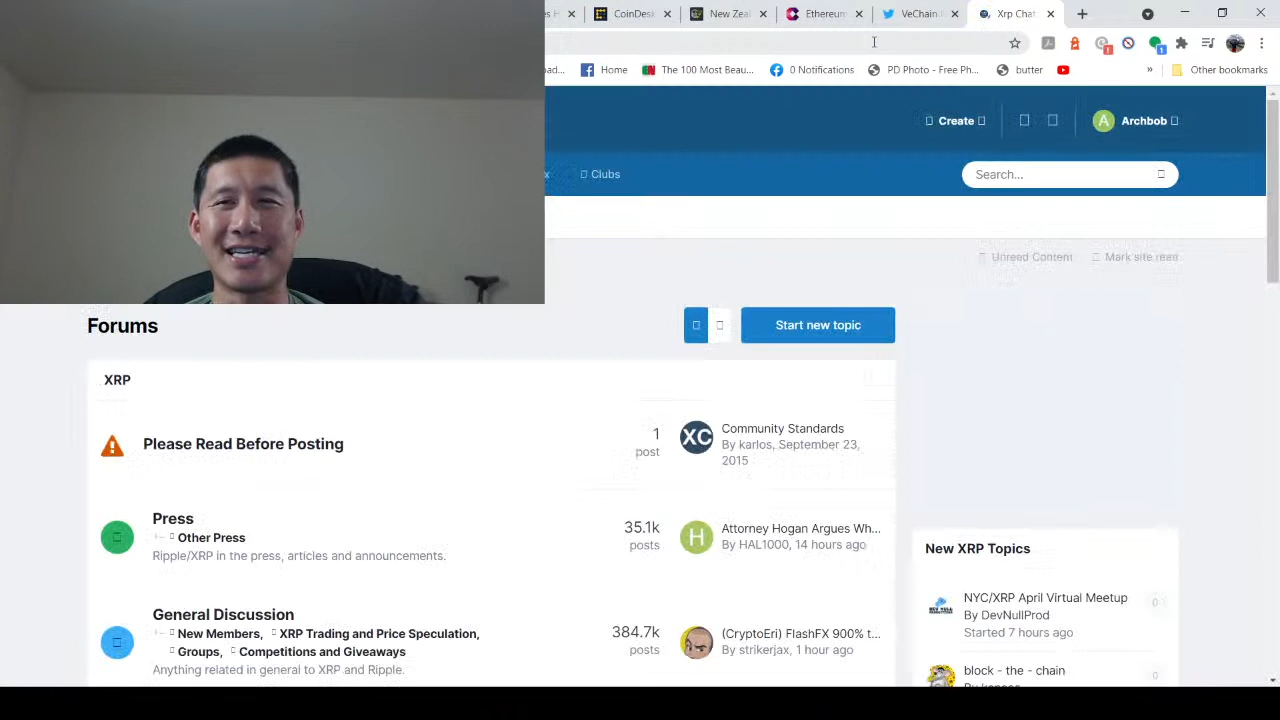 s H
CoinDesk
New Zeal
Ethereum
VeChain
Xrp Chat
oad...
Home
The 100 Most Beau...
0 Notifications
PD Photo - Free Ph...
butter
»
Other bookmarks
Create
A
Archbob
x
Clubs
Search...
Unread Content
Mark site read
Forums
Start new topic
XRP
Please Read Before Posting
1
post
XC
Community Standards
By karlos, September 23,
2015
Press
Other Press
Ripple/XRP in the press, articles and announcements.
35.1k
posts
H
Attorney Hogan Argues Wh...
By HAL1000, 14 hours ago
General Discussion
New Members, XRP Trading and Price Speculation,
Groups, Competitions and Giveaways
Anything related in general to XRP and Ripple.
384.7k
posts
(CryptoEri) FlashFX 900% t...
By strikerjax, 1 hour ago
New XRP Topics
NYC/XRP April Virtual Meetup
By DevNullProd
Started 7 hours ago
0
block - the - chain
0